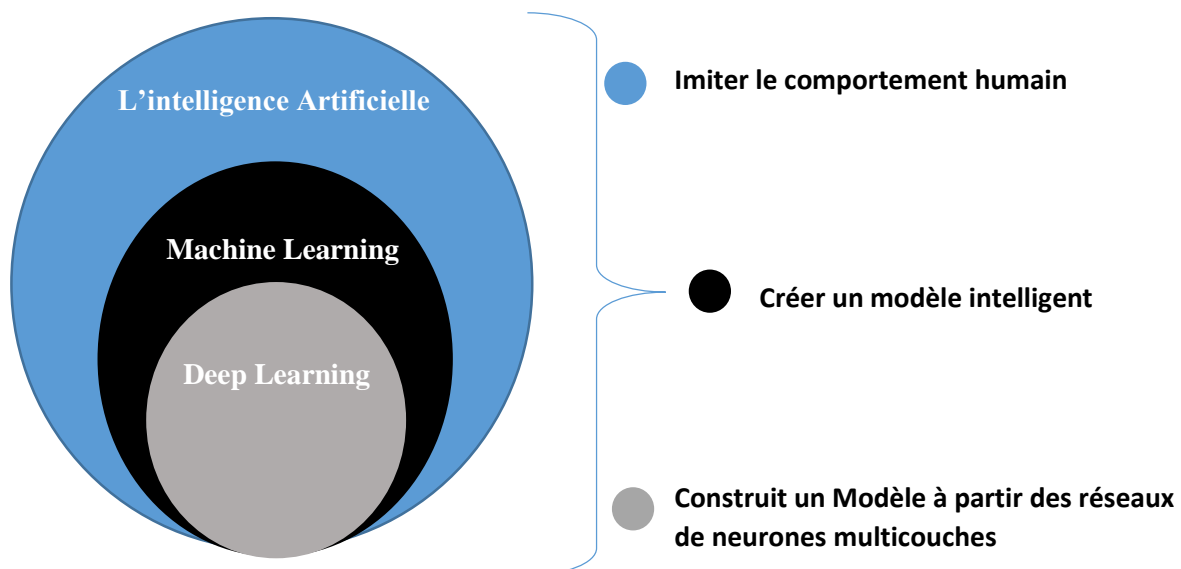 L’intelligence Artificielle
Machine Learning
Deep Learning
Imiter le comportement humain
Créer un modèle intelligent
Construit un Modèle à partir des réseaux
de neurones multicouches